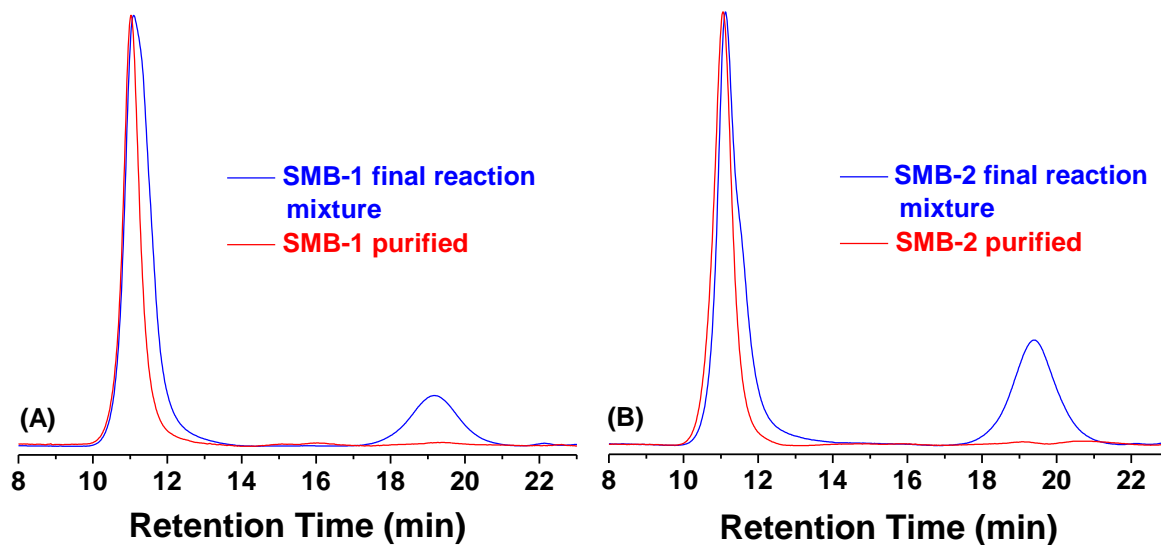 SMB-1 final reaction
mixture
SMB-1 purified
(A)
8 10 12 14 16 18 20 22
Retention Time (min)
SMB-2 final reaction
mixture
SMB-2 purified
(B)
8 10 12 14 16 18 20 22
Retention Time (min)